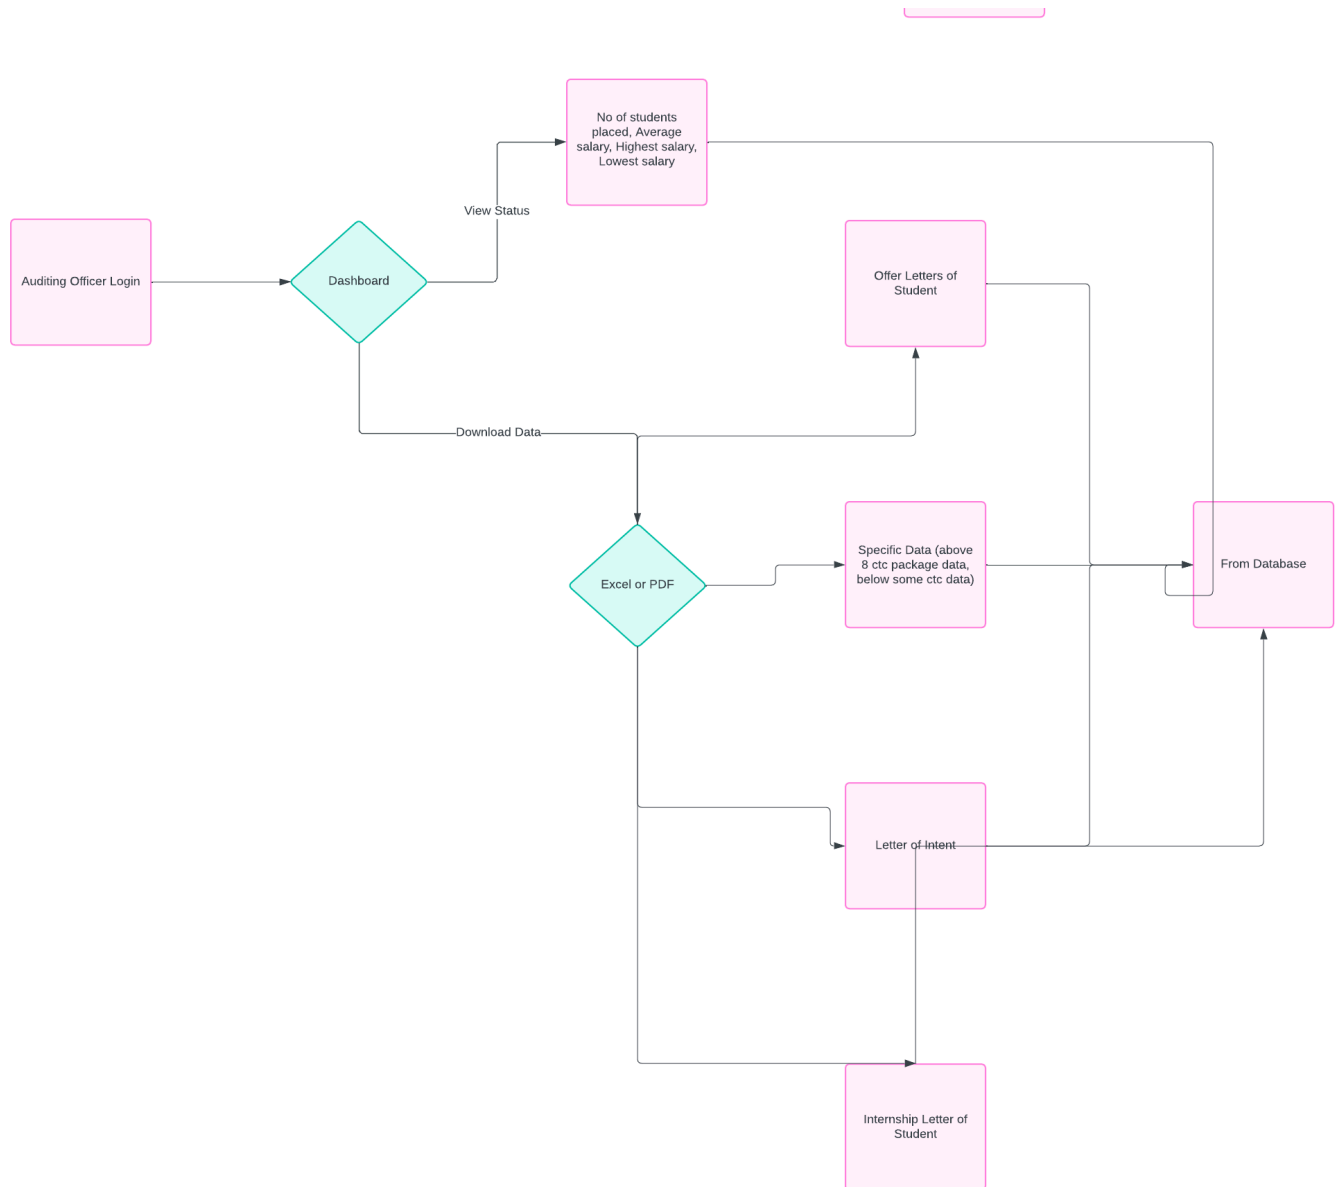 No of students
placed, Average
salary, Highest salary,
Lowest salary
View Status
Auditing Officer Login
Dashboard
Offer Letters of
Student
Download Data
Specific Data (above
8 ctc package data,
below some ctc data)
From Database
Excel or PDF
Letter of Intent
Internship Letter of
Student